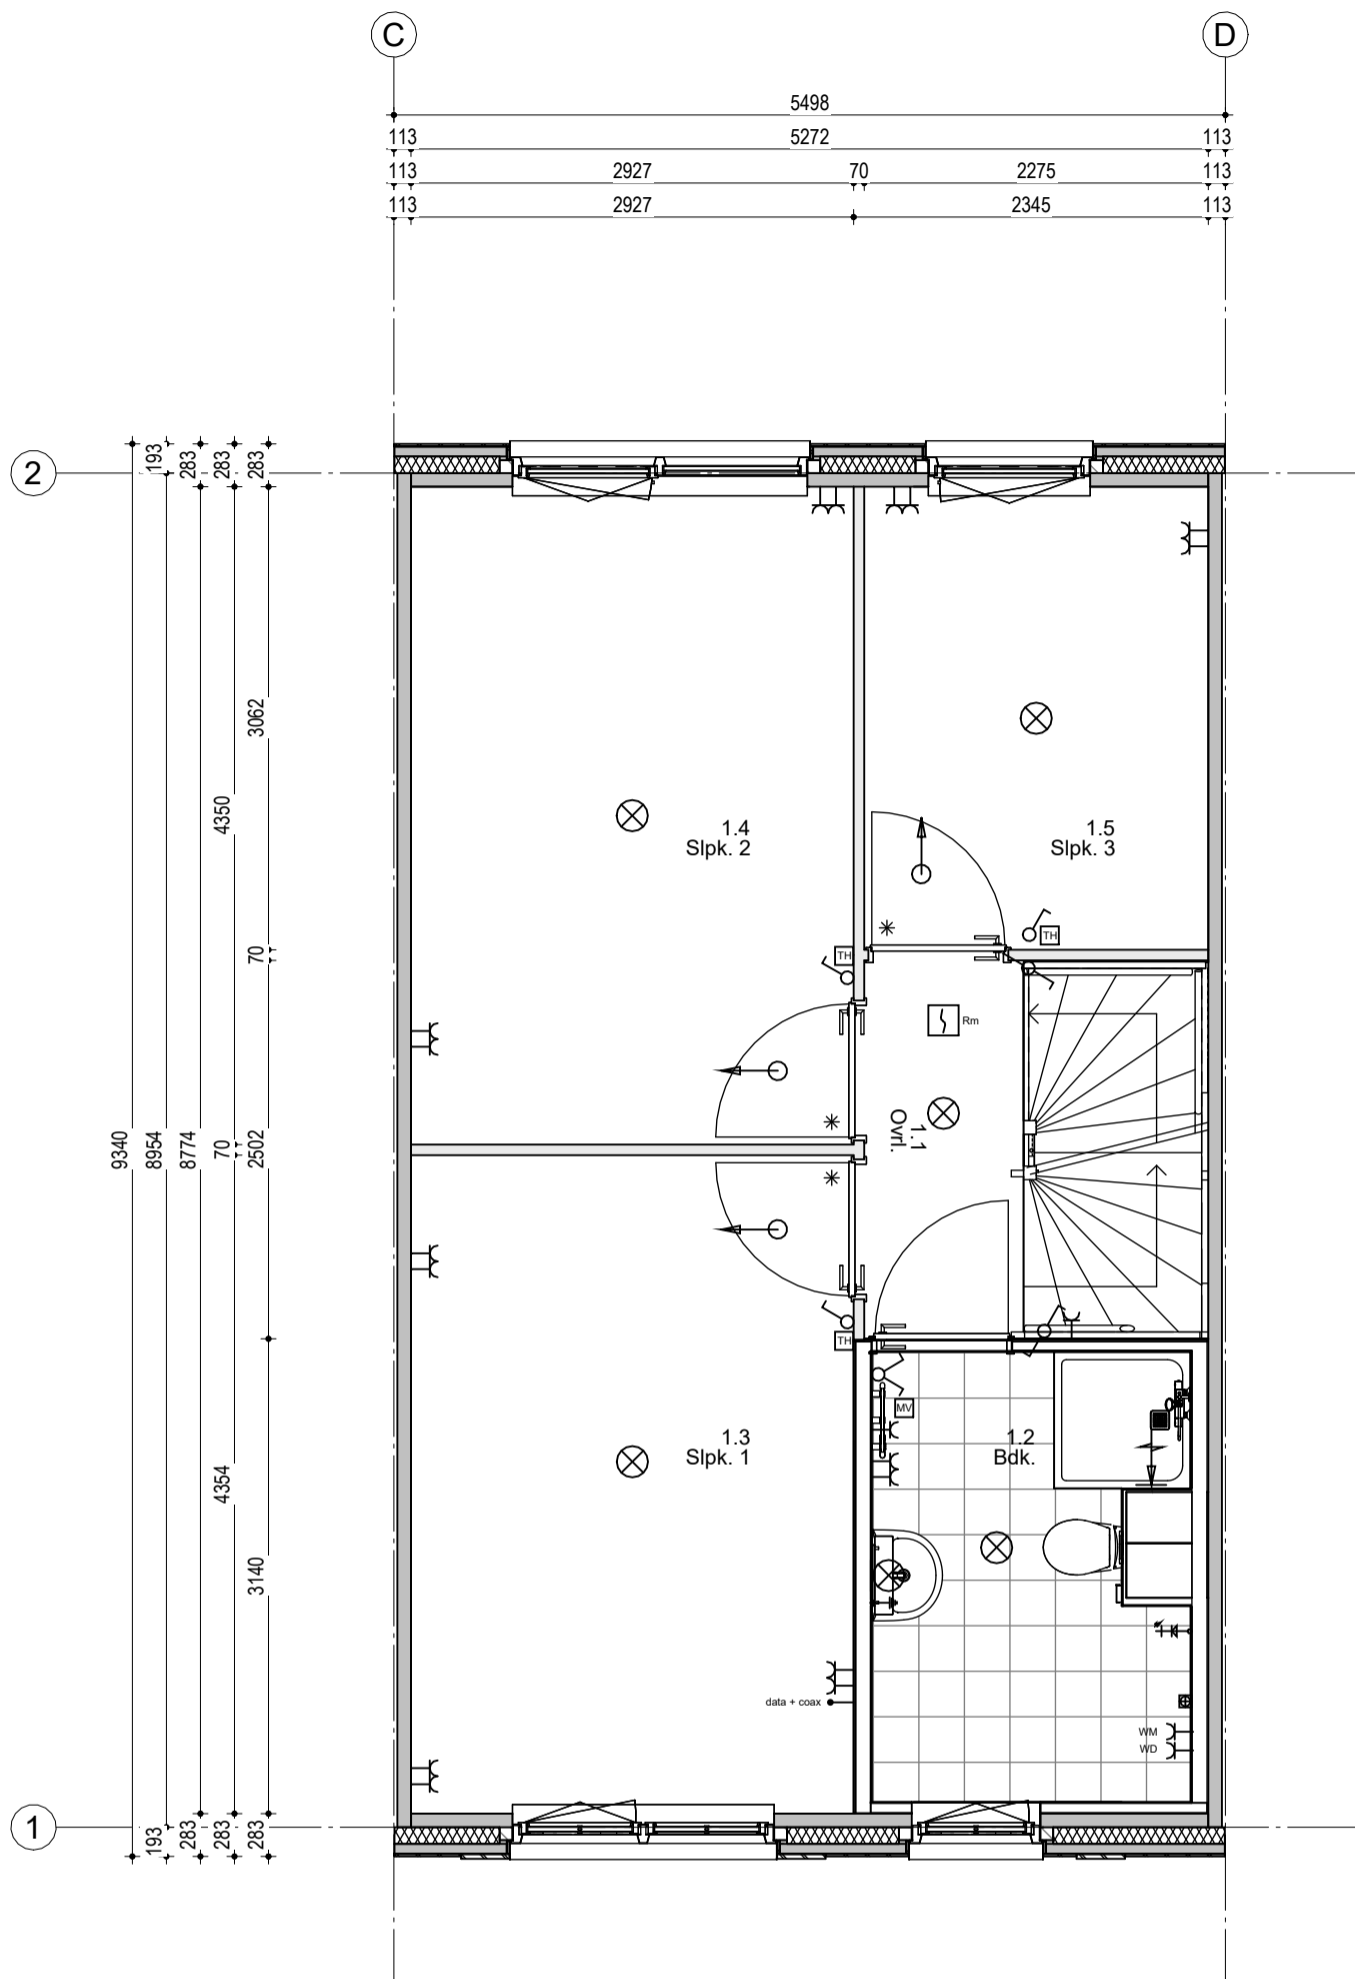 C
D
5498
113
5272
113
113
2927
70
2275
113
113
2927
2345
113
2
193
283
283
283
3062
4350
70
9340
8954
8774
70
2502
4354
3140
1
193
283
283
283
1.4
Slpk. 2
1.5
Slpk. 3
TH
TH
Rm
1.1
Ovrl.
TH
MV
1.3
Slpk. 1
1.2
Bdk.
data + coax
WM
WD